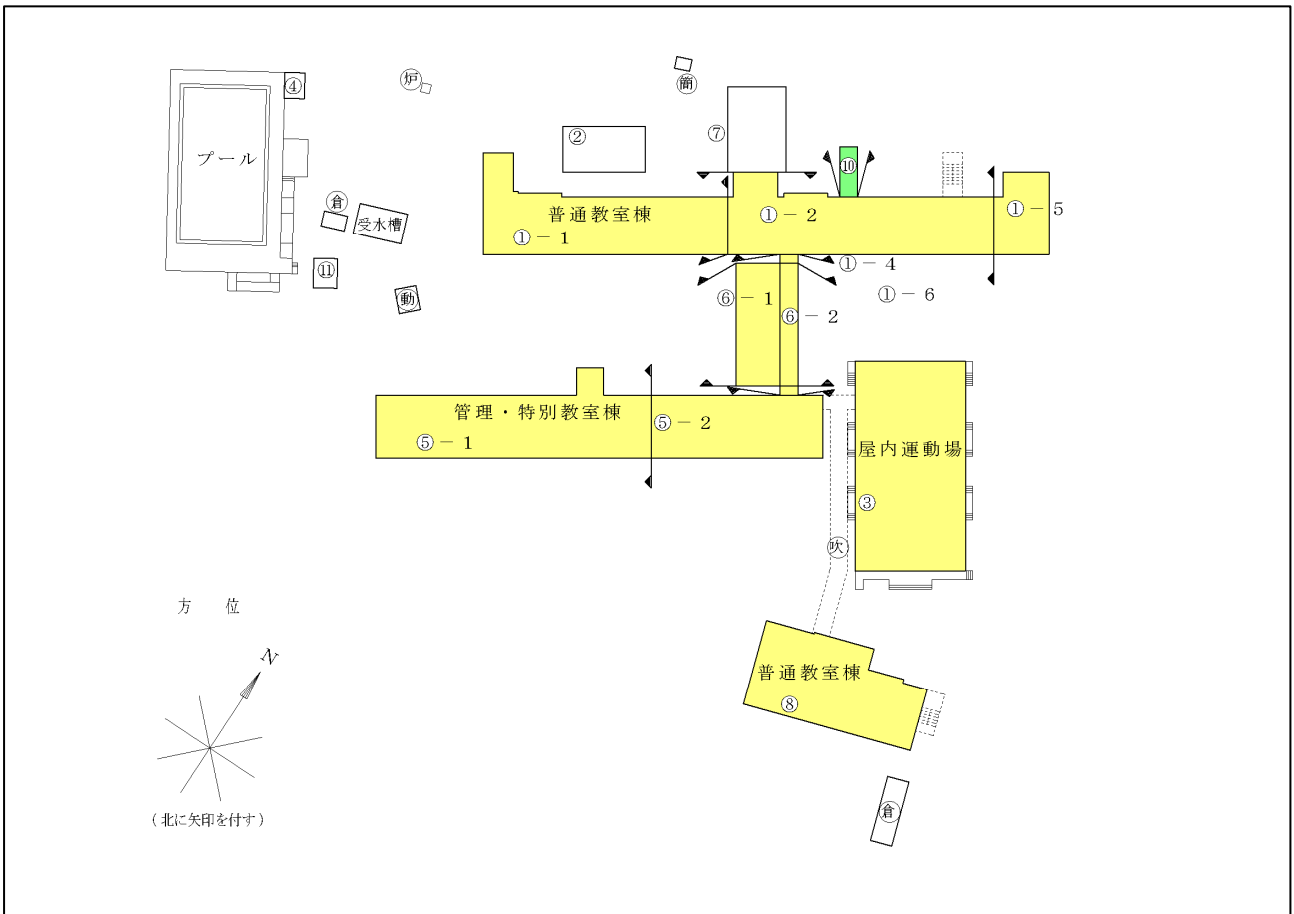 ④
炉
簡
②
⑦
⑩
プール
倉
受水槽
普通教室棟
①－1
①－2
①－5
①－4
①－6
⑪
動
⑥－1
⑥－2
管理・特別教室棟
⑤－1
⑤－2
屋内運動場
③
吹
方 位
N
(北に矢印を付す)
普通教室棟
⑧
倉